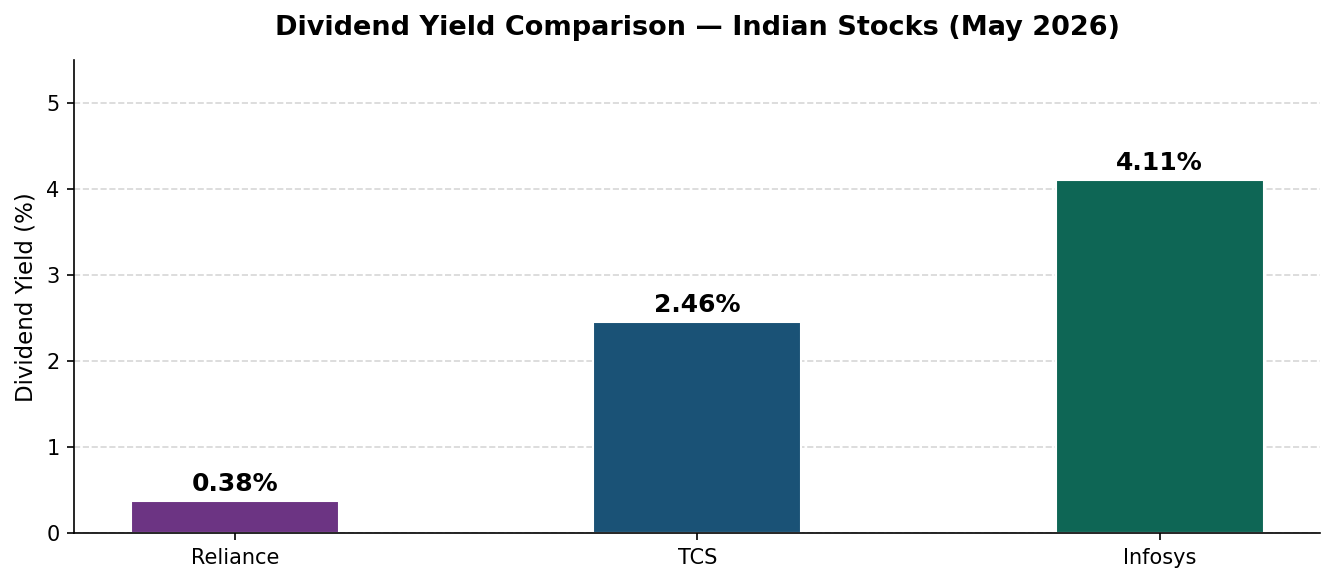 Dividend Yield Comparison — Indian Stocks (May 2026)
Dividend Yield (%)
5
4
3
2
1
0
0.38%
2.46%
4.11%
Reliance
TCS
Infosys